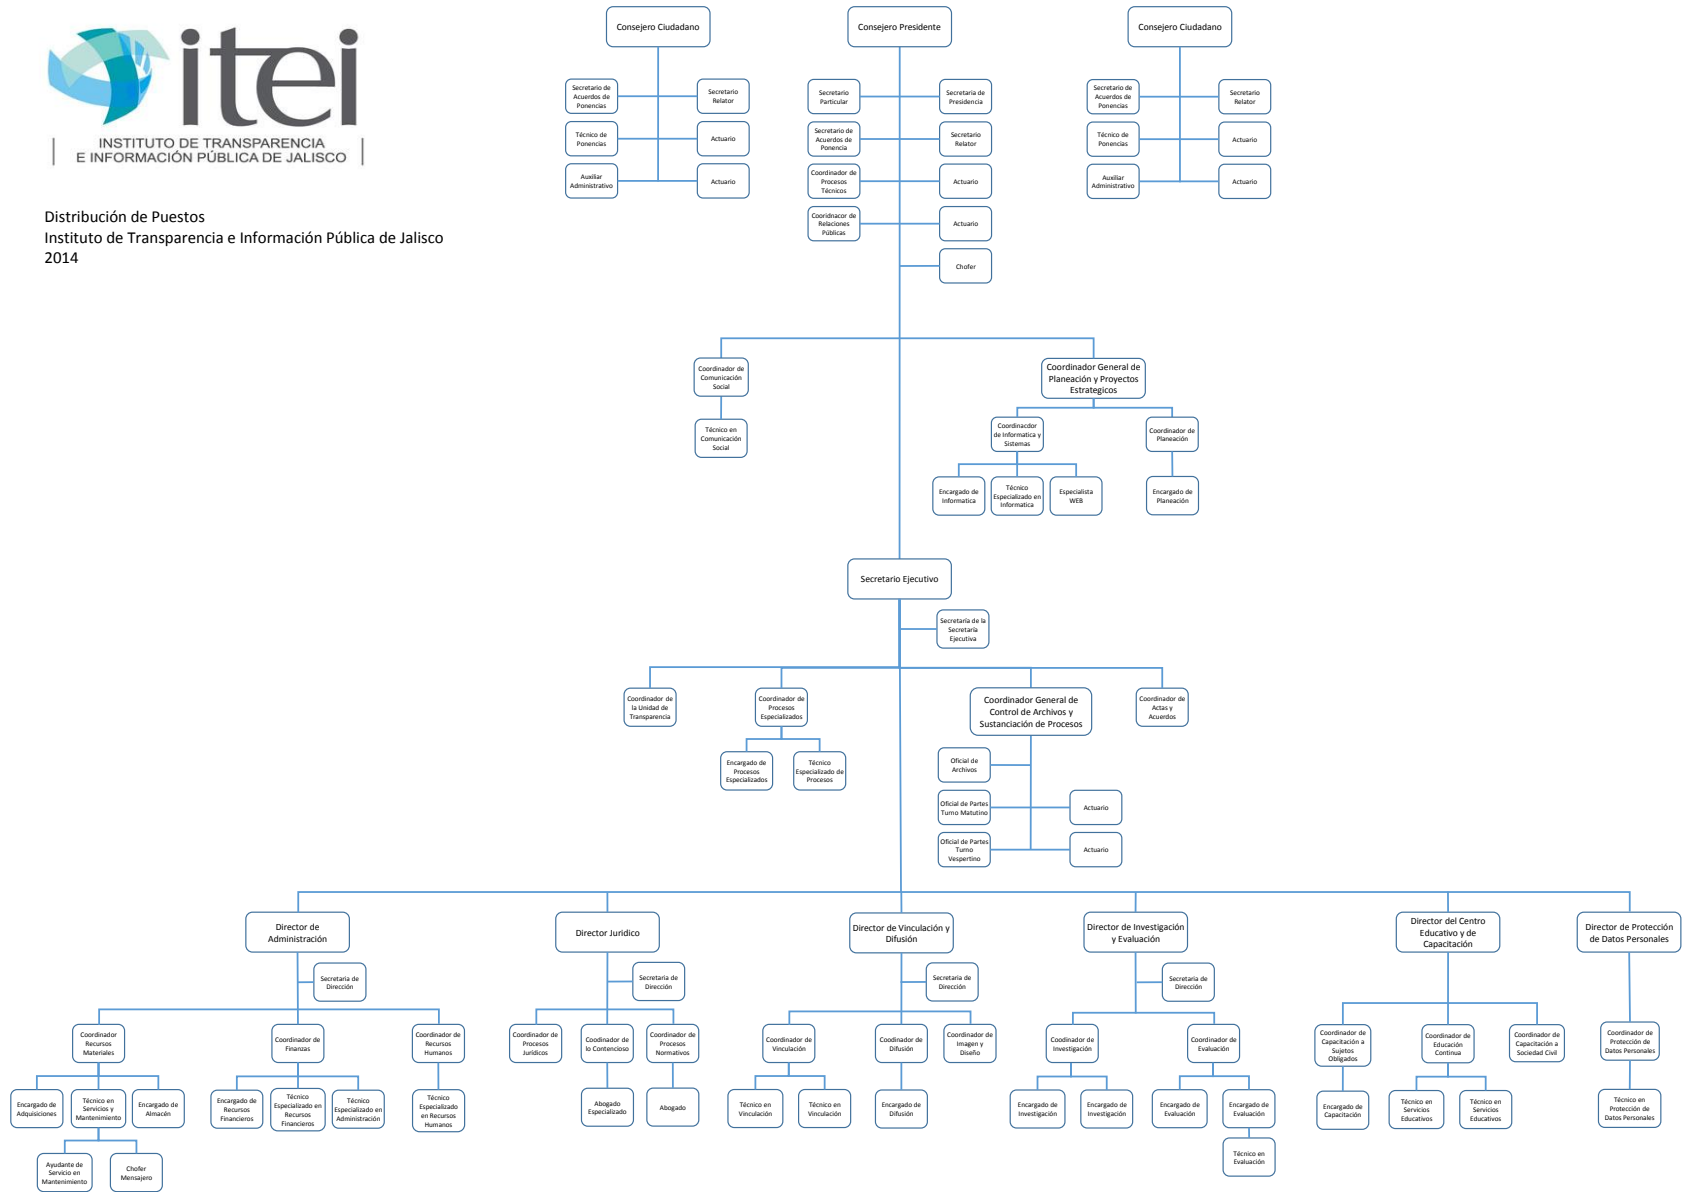 itei
INSTITUTO DE TRANSPARENCIA
E INFORMACIÓN PÚBLICA DE JALISCO
Distribución de Puestos
Instituto de Transparencia e Información Pública de Jalisco
2014
Consejero Ciudadano
Secretario de
Acuerdos de
Ponencias
Secretario
Relator
Técnico de
Ponencias
Actuario
Auxiliar
Administrativo
Actuario
Consejero Presidente
Secretario
Particular
Secretaria de
Presidencia
Secretario de
Acuerdos de
Ponencia
Secretario
Relator
Coordinador de
Procesos
Técnicos
Actuario
Cooridnacor de
Relaciones
Públicas
Actuario
Chofer
Consejero Ciudadano
Secretario de
Acuerdos de
Ponencias
Secretario
Relator
Técnico de
Ponencias
Actuario
Auxiliar
Administrativo
Actuario
Coordinador de
Comunicación
Social
Técnico en
Comunicación
Social
Coordinador General de
Planeación y Proyectos
Estrategicos
Coordinacdor
de Informatica y
Sistemas
Coordinador de
Planeación
Encargado de
Informatica
Técnico
Especializado en
Informatica
Especialista
WEB
Encargado de
Planeación
Secretario Ejecutivo
Secretaría de la
Secretaría
Ejecutiva
Coordinador de
la Unidad de
Transparencia
Coordinador de
Procesos
Especializados
Encargado de
Procesos
Especializados
Técnico
Especializado de
Procesos
Coordinador General de
Control de Archivos y
Sustanciación de Procesos
Oficial de
Archivos
Oficial de Partes
Turno Matutino
Actuario
Oficial de Partes
Turno
Vespertino
Actuario
Coordinador de
Actas y
Acuerdos
Director de
Administración
Secretaria de
Dirección
Coordinador
Recursos
Materiales
Coordinador de
Finanzas
Coordinador de
Recursos
Humanos
Encargado de
Adquisiciones
Técnico en
Servicios y
Mantenimiento
Encargado de
Almacén
Encargado de
Recursos
Financieros
Técnico
Especializado en
Recursos
Financieros
Técnico
Especializado en
Administración
Técnico
Especializado
en Recursos
Humanos
Ayudante de
Servicio en
Mantenimiento
Chofer
Mensajero
Director Juridico
Secretaria de
Dirección
Coordinador de
Procesos
Jurídicos
Coodinador de
lo Contencioso
Coordinador de
Procesos
Normativos
Abogado
Especializado
Abogado
Director de Vinculación y
Difusión
Secretaria de
Dirección
Coordinador de
Vinculación
Coodinador de
Difusión
Coordinador de
Imagen y
Diseño
Técnico en
Vinculación
Técnico en
Vinculación
Encargado de
Difusión
Director de Investigación
y Evaluación
Secretaria de
Dirección
Coodinador de
Investigación
Coordinador de
Evaluación
Encargado de
Investigación
Encargado de
Investigación
Encargado de
Evaluación
Encargado de
Evaluación
Técnico en
Evaluación
Director del Centro
Educativo y de
Capacitación
Coordinador de
Capacitación a
Sujetos
Obligados
Coordinador de
Educación
Continua
Coordinador de
Capacitación a
Sociedad Civil
Encargado de
Capacitación
Técnico en
Servicios
Educativos
Técnico en
Servicios
Educativos
Director de Protección
de Datos Personales
Coordinador de
Protección de
Datos Personales
Técnico en
Protección de
Datos Personales